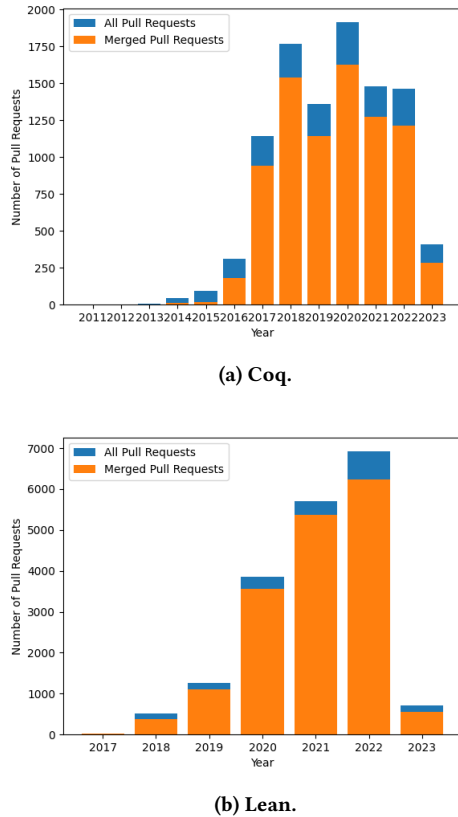 2000
All Pull Requests
Merged Pull Requests
1750
1500
1250
1000
750
500
250
0
Number of Pull Requests
2011 2012 2013 2014 2015 2016 2017 2018 2019 2020 2021 2022 2023
Year
(a) Coq.
7000
All Pull Requests
Merged Pull Requests
6000
5000
4000
3000
2000
1000
0
Number of Pull Requests
2017 2018 2019 2020 2021 2022 2023
Year
(b) Lean.